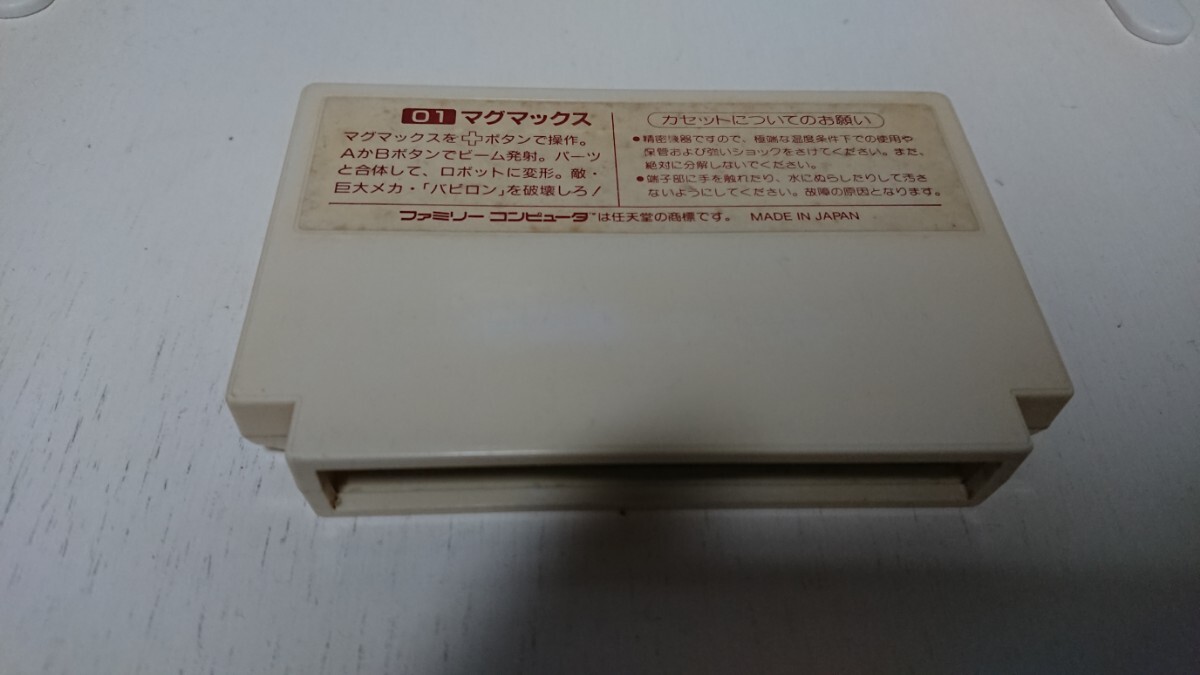 01 マグマックス
マグマックスを✚ボタンで操作。
AかBボタンでビーム発射。パーツ
と合体して、ロボットに変形。敵・
巨大メカ・「バビロン」を破壊しろ!
カセットについてのお願い
●精密機器ですので、極端な温度条件下での使用や
保管および強いショックをさけてください。また、
絶対に分解しないでください。
●端子部に手を触れたり、水にぬらしたりして汚さ
ないようにしてください。故障の原因となります。
ファミリー コンピュータ™は任天堂の商標です。 MADE IN JAPAN